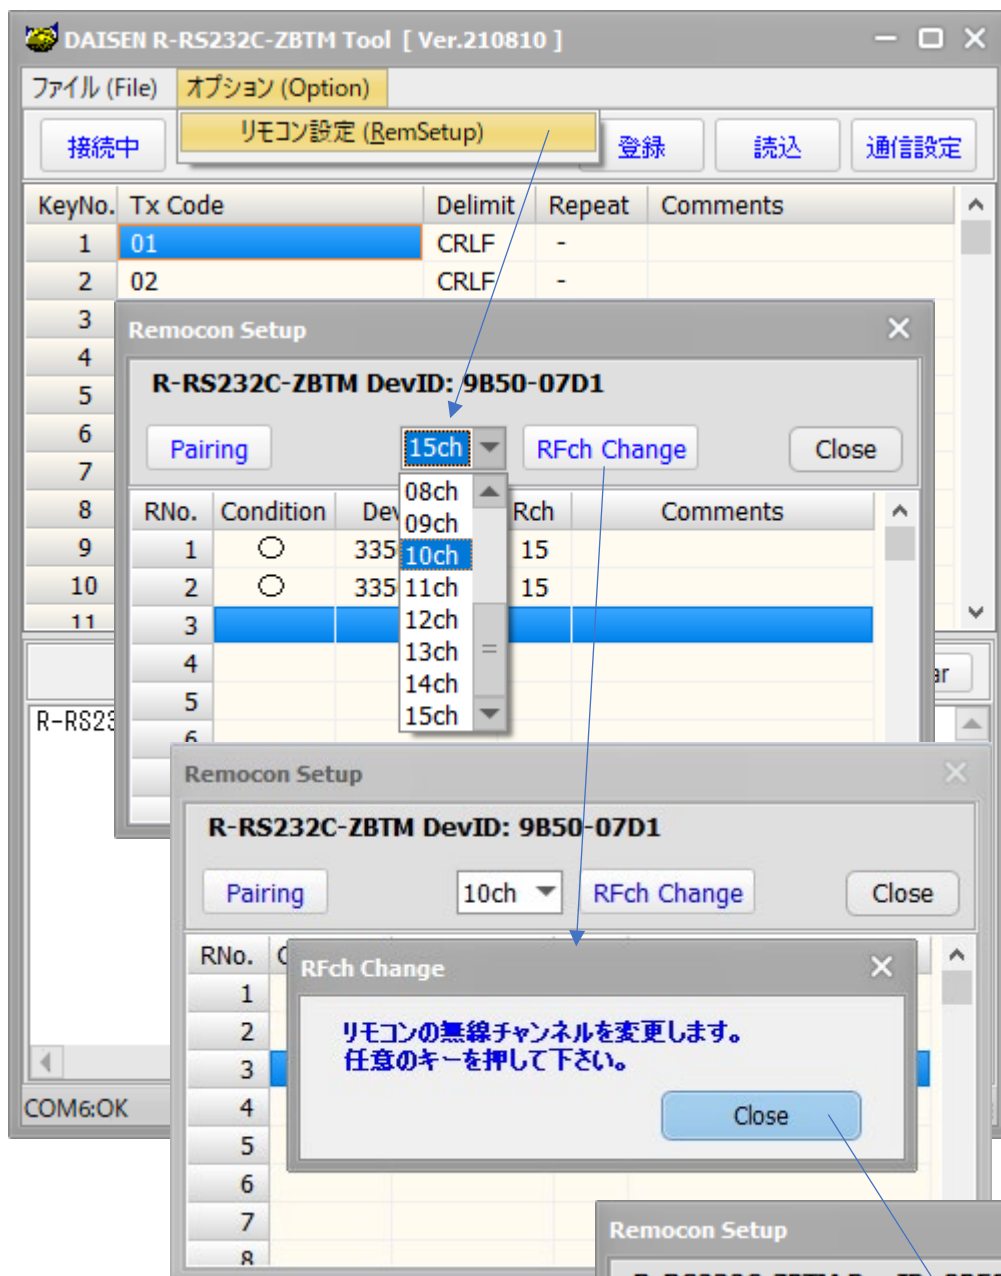 DAISEN R-RS232C-ZBTM Tool [ Ver.210810 ]
ファイル (File) オプション (Option)
リモコン設定 (RemSetup)
接続中 登録 読込 通信設定
KeyNo. Tx Code Delimit Repeat Comments
1 01 CRLF -
2 02 CRLF -
3
4
5
6
7
8
9
10
11
Remocon Setup
R-RS232C-ZBTM DevID: 9B50-07D1
Pairing 15ch RFch Change Close
RNo. Condition Rch Comments
1 〇 15
2 〇 15
3
4
5
6
08ch
09ch
10ch
11ch
12ch
13ch
14ch
15ch
COM6:OK
Remocon Setup
R-RS232C-ZBTM DevID: 9B50-07D1
Pairing 10ch RFch Change Close
RNo.
1
2
3
4
5
6
7
8
RFch Change
リモコンの無線チャンネルを変更します。
任意のキーを押して下さい。
Close
Remocon Setup